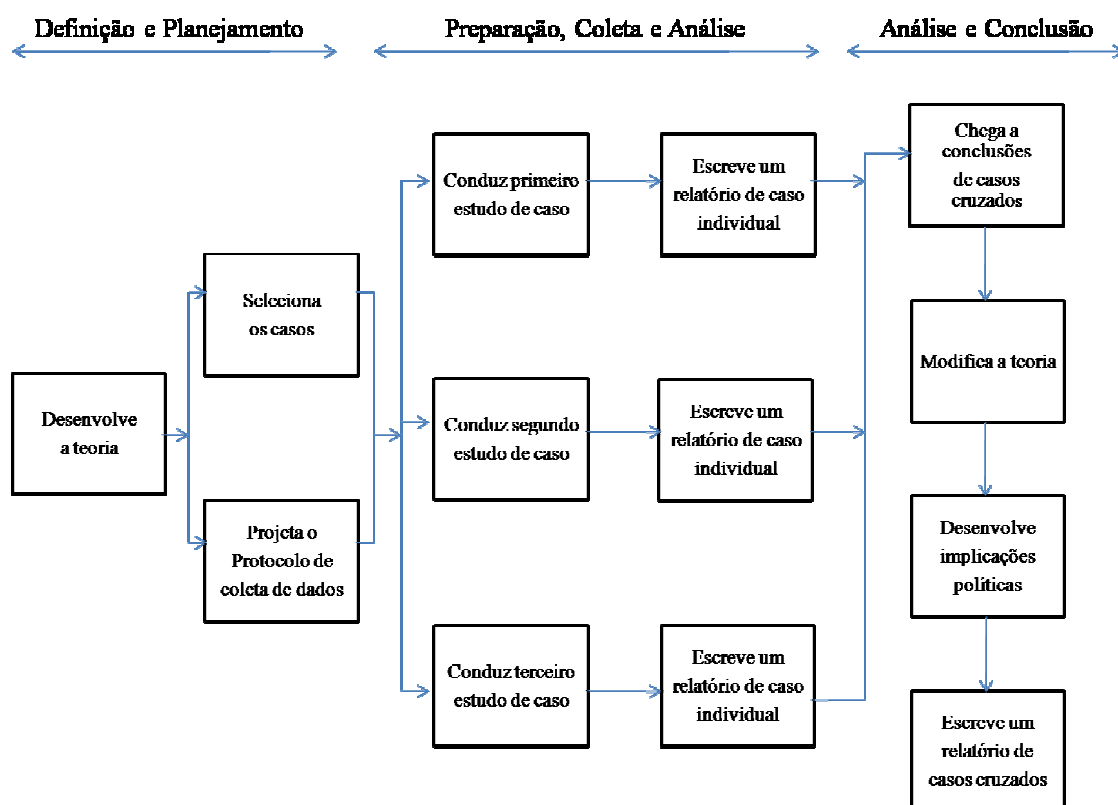 Definição e Planejamento
Preparação, Coleta e Análise
Análise e Conclusão
Desenvolve
a teoria
Seleciona
os casos
Projeta o
Protocolo de
coleta de dados
Conduz primeiro
estudo de caso
Escreve um
relatório de caso
individual
Conduz segundo
estudo de caso
Escreve um
relatório de caso
individual
Conduz terceiro
estudo de caso
Escreve um
relatório de caso
individual
Chega a
conclusões
de casos
cruzados
Modifica a teoria
Desenvolve
implicações
políticas
Escreve um
relatório de
casos cruzados